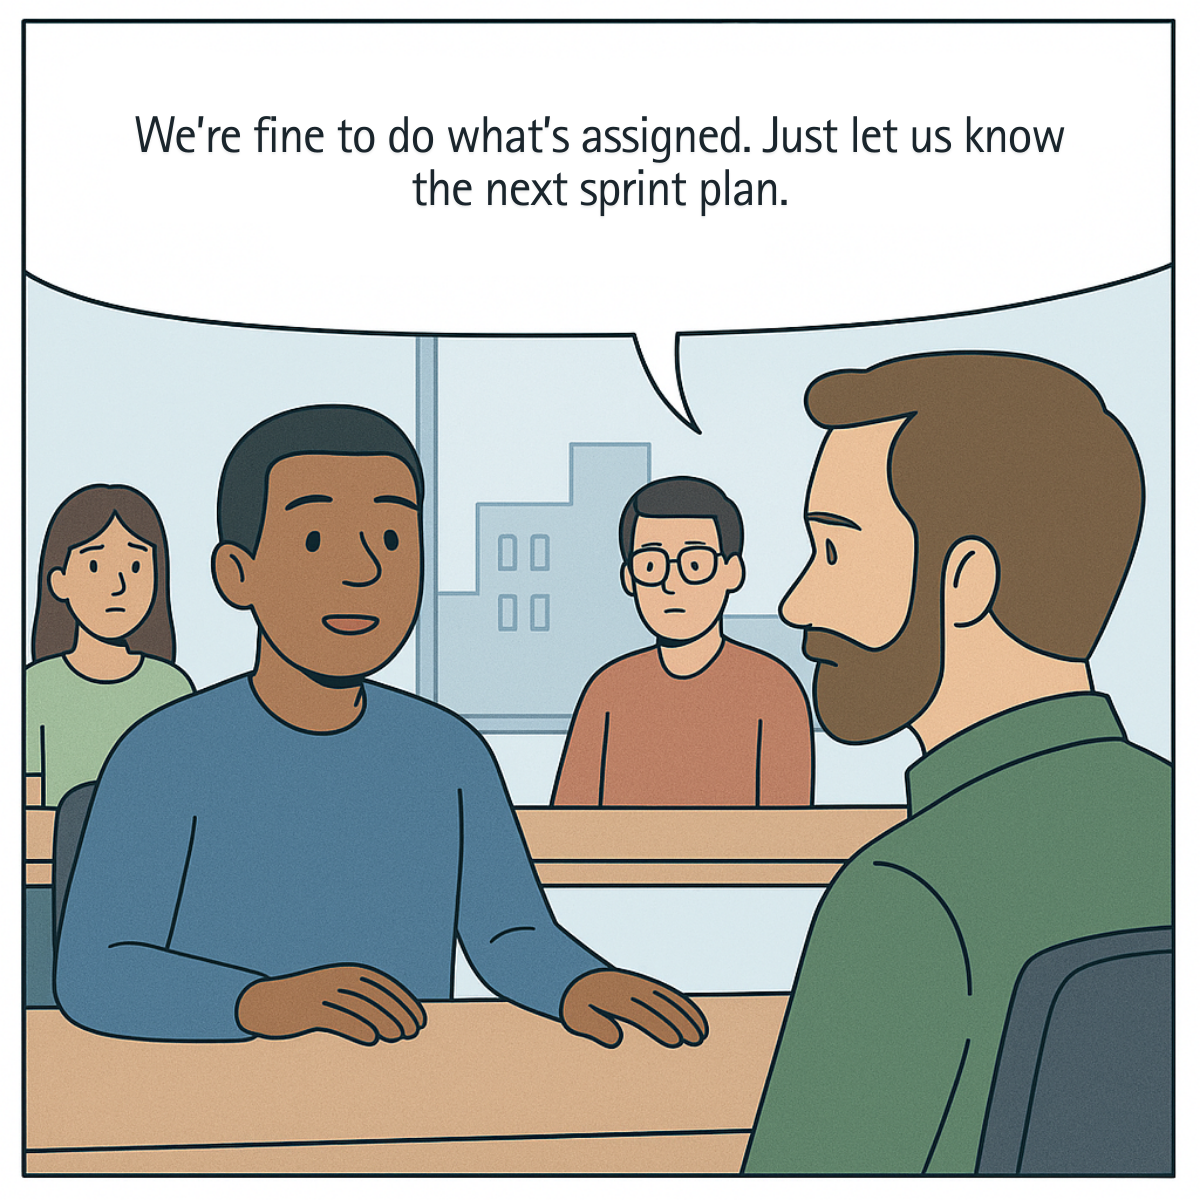 We’re fine to do what’s assigned. Just let us know
the next sprint plan.